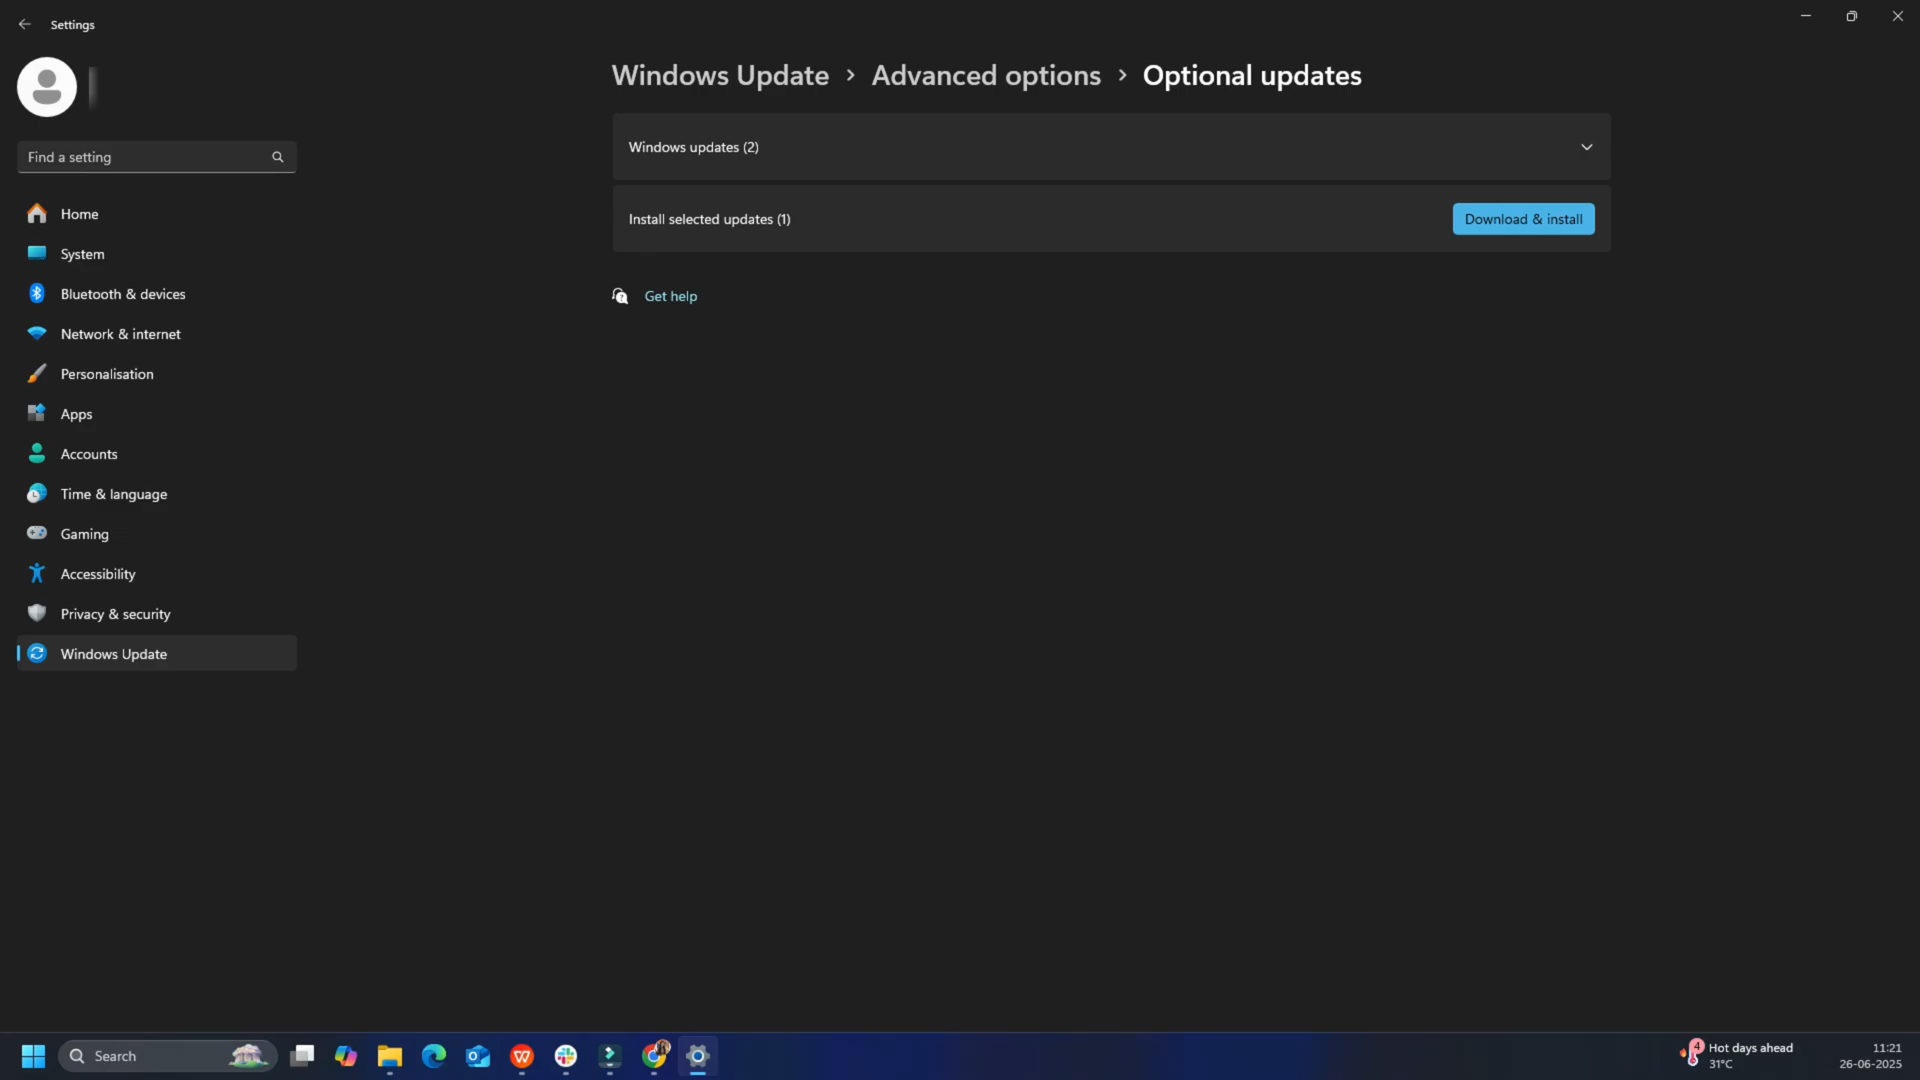 Settings
Find a setting
Home
System
Bluetooth & devices
Network & internet
Personalisation
Apps
Accounts
Time & language
Gaming
Accessibility
Privacy & security
Windows Update
Windows Update > Advanced options > Optional updates
Windows updates (2)
Install selected updates (1)
Download & install
Get help
Search
4
Hot days ahead
31°C
11:21
26-06-2025